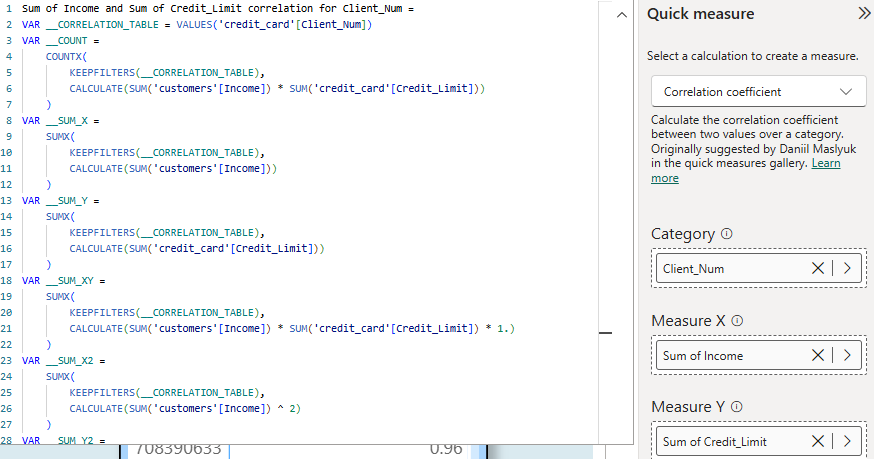 1 Sum of Income and Sum of Credit_Limit correlation for Client_Num =
2 VAR __CORRELATION_TABLE = VALUES('credit_card'[Client_Num])
3 VAR __COUNT =
4 COUNTX(
5 KEEPFILTERS(__CORRELATION_TABLE),
6 CALCULATE(SUM('customers'[Income]) * SUM('credit_card'[Credit_Limit]))
7 )
8 VAR __SUM_X =
9 SUMX(
10 KEEPFILTERS(__CORRELATION_TABLE),
11 CALCULATE(SUM('customers'[Income]))
12 )
13 VAR __SUM_Y =
14 SUMX(
15 KEEPFILTERS(__CORRELATION_TABLE),
16 CALCULATE(SUM('credit_card'[Credit_Limit]))
17 )
18 VAR __SUM_XY =
19 SUMX(
20 KEEPFILTERS(__CORRELATION_TABLE),
21 CALCULATE(SUM('customers'[Income]) * SUM('credit_card'[Credit_Limit]) * 1.)
22 )
23 VAR __SUM_X2 =
24 SUMX(
25 KEEPFILTERS(__CORRELATION_TABLE),
26 CALCULATE(SUM('customers'[Income]) ^ 2)
27 )
28 VAR __SUM_Y2 =
708390633 0.96
Quick measure
Select a calculation to create a measure.
Correlation coefficient
Calculate the correlation coefficient
between two values over a category.
Originally suggested by Daniil Maslyuk
in the quick measures gallery. Learn
more
Category
Client_Num
Measure X
Sum of Income
Measure Y
Sum of Credit_Limit